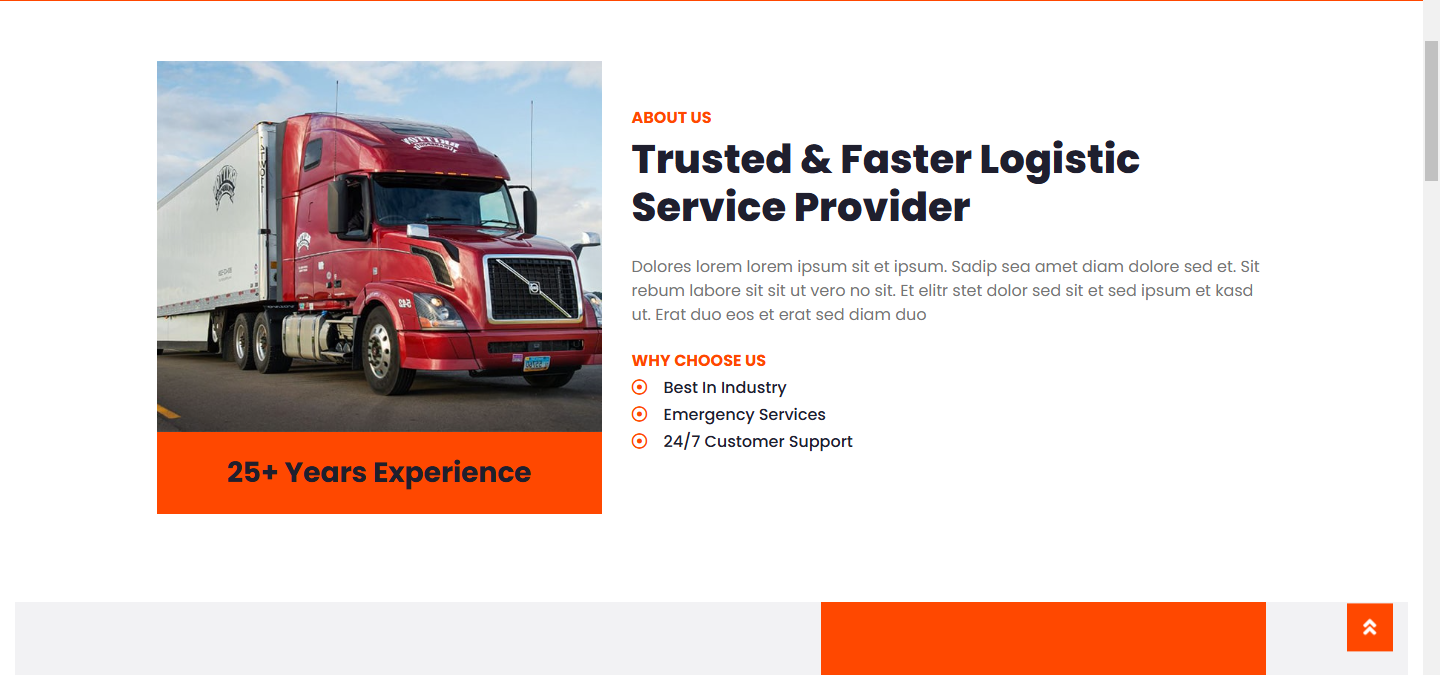 ABOUT US
Trusted & Faster Logistic
Service Provider
Dolores lorem lorem ipsum sit et ipsum. Sadip sea amet diam dolore sed et. Sit
rebum labore sit sit ut vero no sit. Et elitr stet dolor sed sit et sed ipsum et kasd
ut. Erat duo eos et erat sed diam duo
WHY CHOOSE US
Best In Industry
Emergency Services
24/7 Customer Support
25+ Years Experience